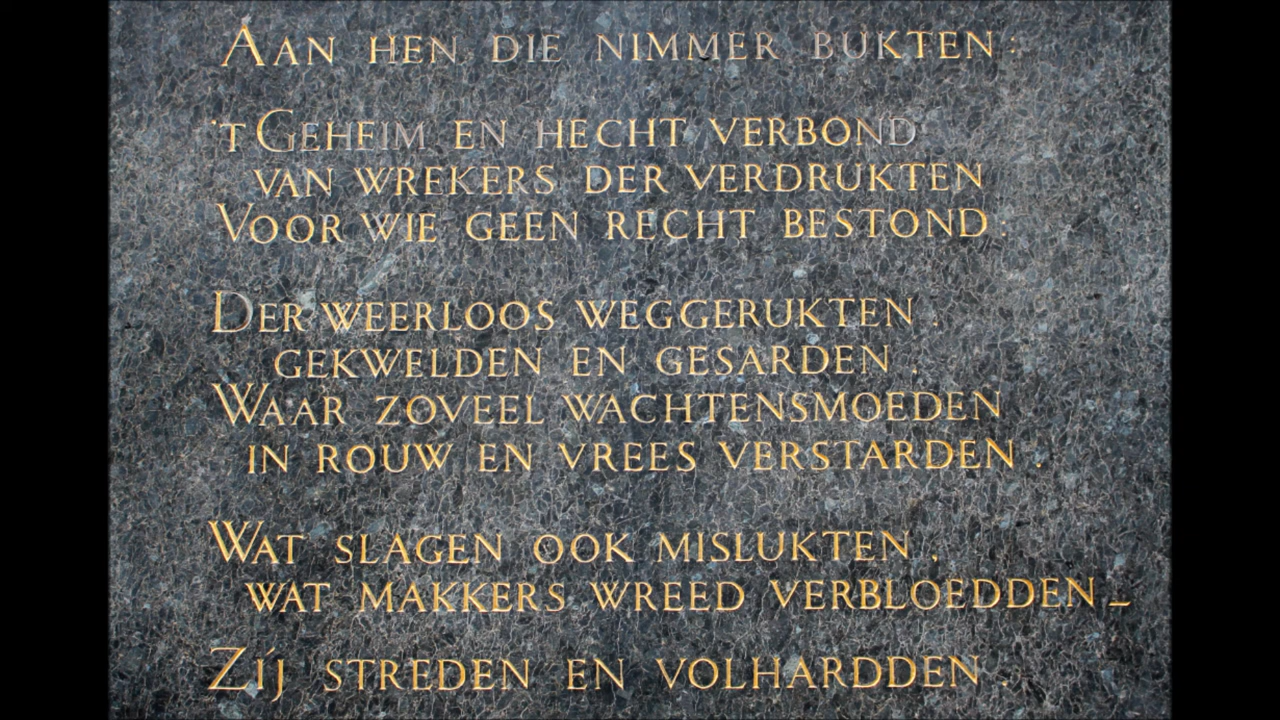 AAN HEN DIE NIMMER BUKTEN:
'T GEHEIM EN HECHT VERBOND
VAN WREKERS DER VERDRUKTEN
VOOR WIE GEEN RECHT BESTOND:
DER WEERLOOS WEGGERUKTEN.
GEKWELDEN EN GESARDEN.
WAAR ZOVEEL WACHTENSMOEDEN
IN ROUW EN VREES VERSTARDEN.
WAT SLAGEN OOK MISLUKTEN,
WAT MAKKERS WREED VERBLOEDDEN_
ZIJ STREDEN EN VOLHARDDEN.